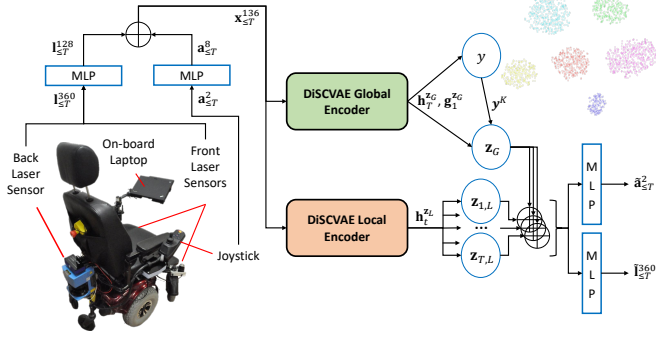 x^136_≤T
l^128_≤T
a^8_≤T
MLP
MLP
l^360_≤T
a^2_≤T
Back
Laser
Sensor
On-board
Laptop
Front
Laser
Sensors
Joystick
DiSCVAE Global
Encoder
h^{z_G}_T, g^{z_G}_1
y
y^K
z_G
DiSCVAE Local
Encoder
h^{z_L}_t
z_{1,L}
...
z_{T,L}
M
L
P
ã^2_≤T
M
L
P
l̃^360_≤T